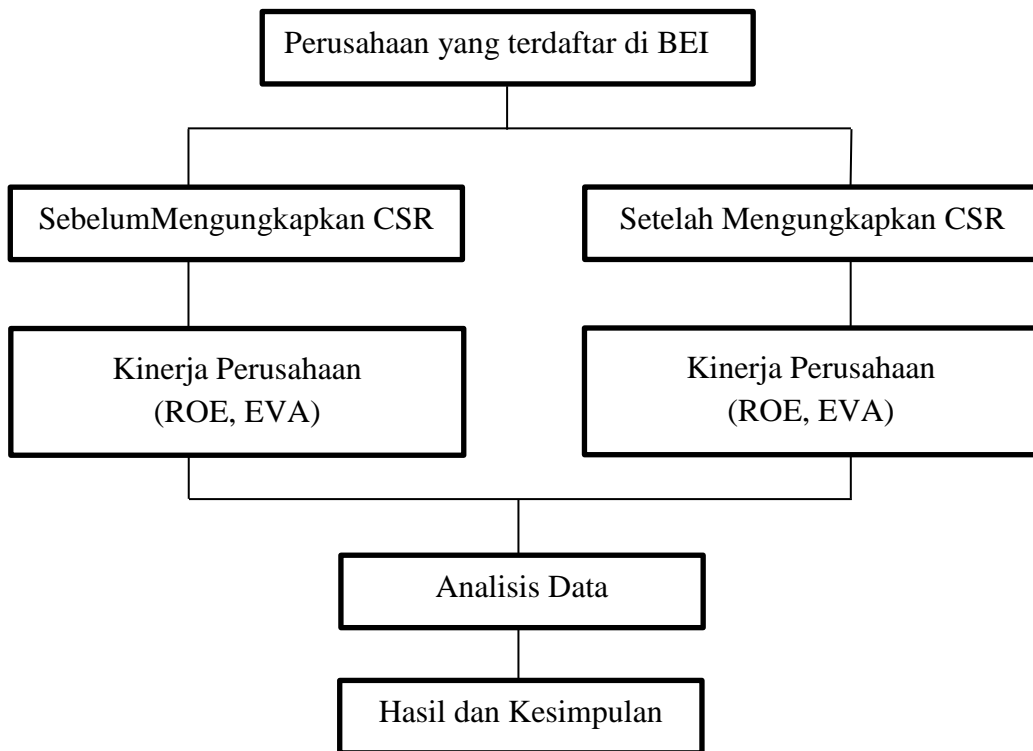 Perusahaan yang terdaftar di BEI
SebelumMengungkapkan CSR
Setelah Mengungkapkan CSR
Kinerja Perusahaan
(ROE, EVA)
Kinerja Perusahaan
(ROE, EVA)
Analisis Data
Hasil dan Kesimpulan